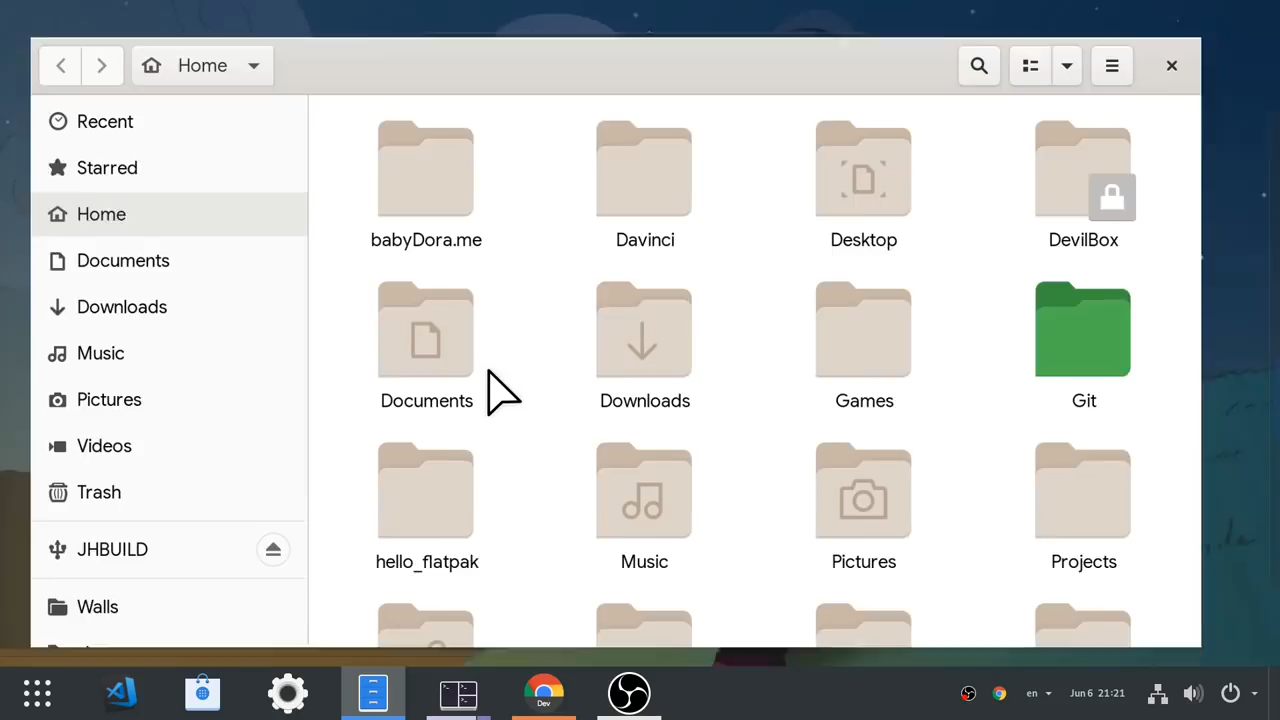 Home
Recent
Starred
Home
Documents
Downloads
Music
Pictures
Videos
Trash
JHBUILD
Walls
babyDora.me
Davinci
Desktop
DevilBox
Documents
Downloads
Games
Git
hello_flatpak
Music
Pictures
Projects
Dev
en
Jun 6 21:21